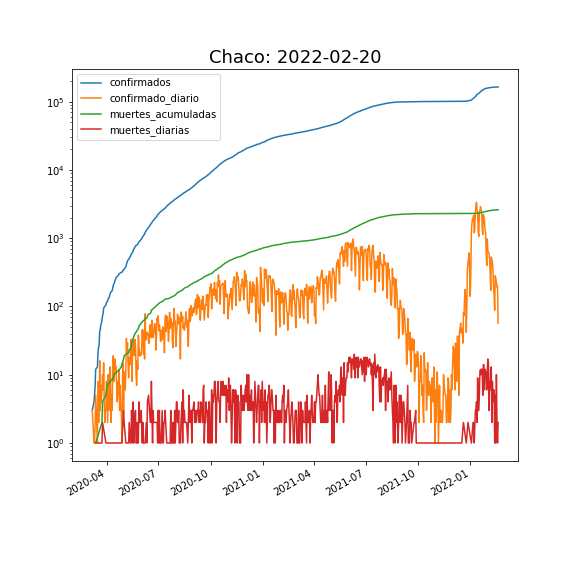 Chaco: 2022-02-20
confirmados
confirmado_diario
muertes_acumuladas
muertes_diarias
10^5
10^4
10^3
10^2
10^1
10^0
2020-04
2020-07
2020-10
2021-01
2021-04
2021-07
2021-10
2022-01